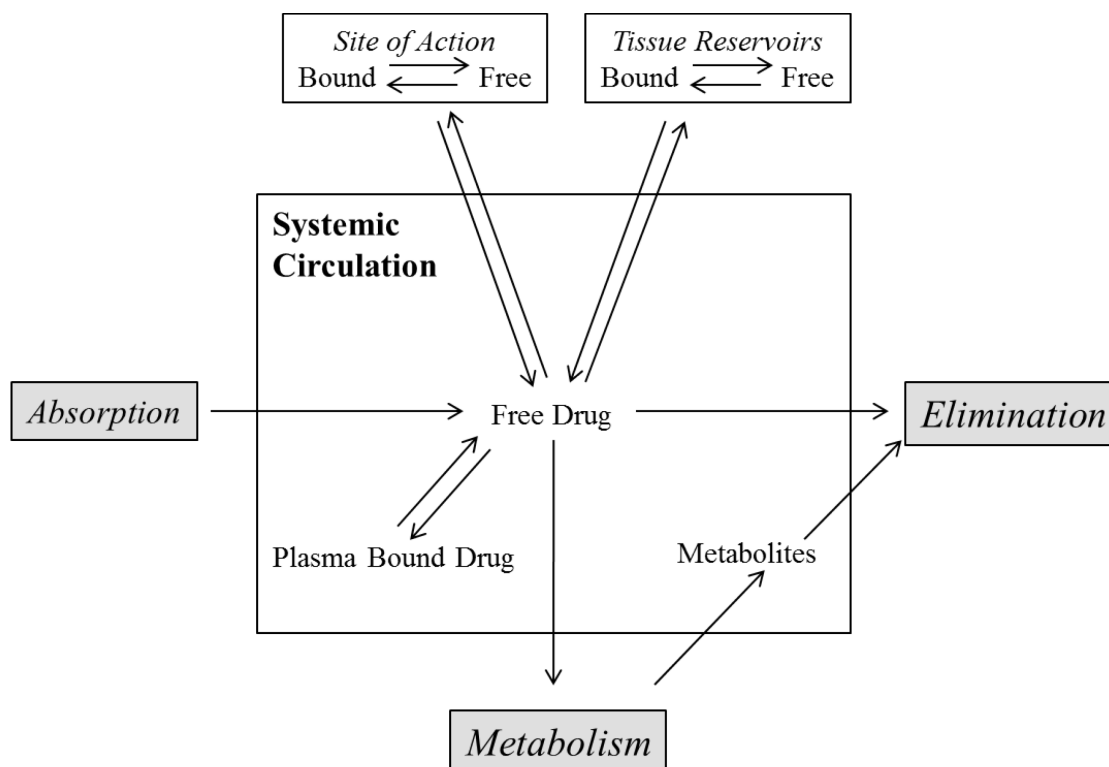 Site of Action
Bound Free
Tissue Reservoirs
Bound Free
Systemic
Circulation
Absorption
Free Drug
Elimination
Plasma Bound Drug
Metabolites
Metabolism